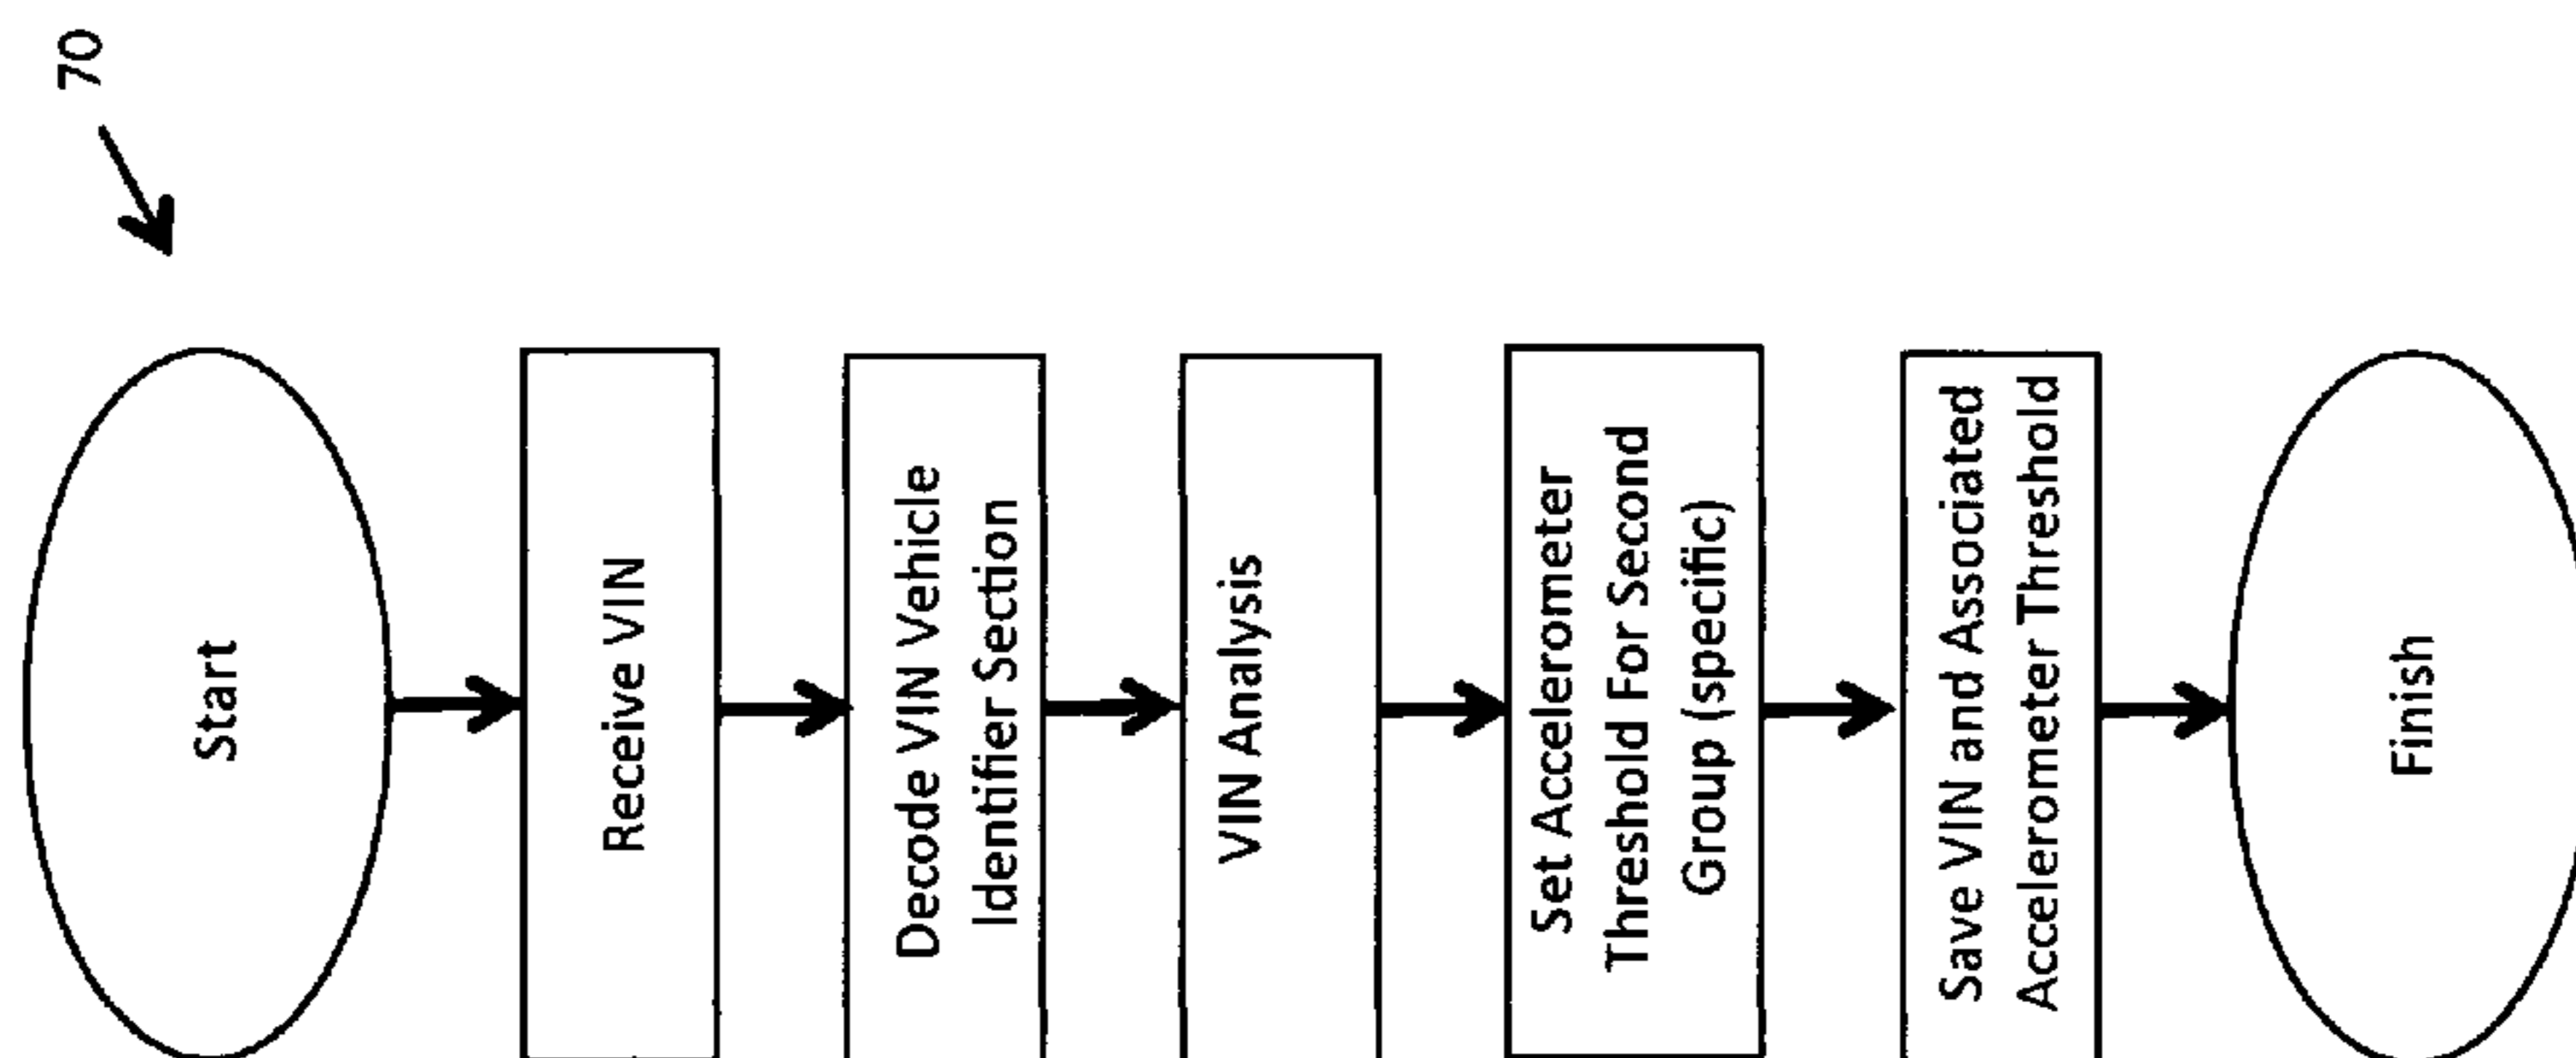 70
Start
Receive VIN
Decode VIN Vehicle
Identifier Section
VIN Analysis
Set Accelerometer
Threshold For Second
Group (specific)
Save VIN and Associated
Accelerometer Threshold
Finish